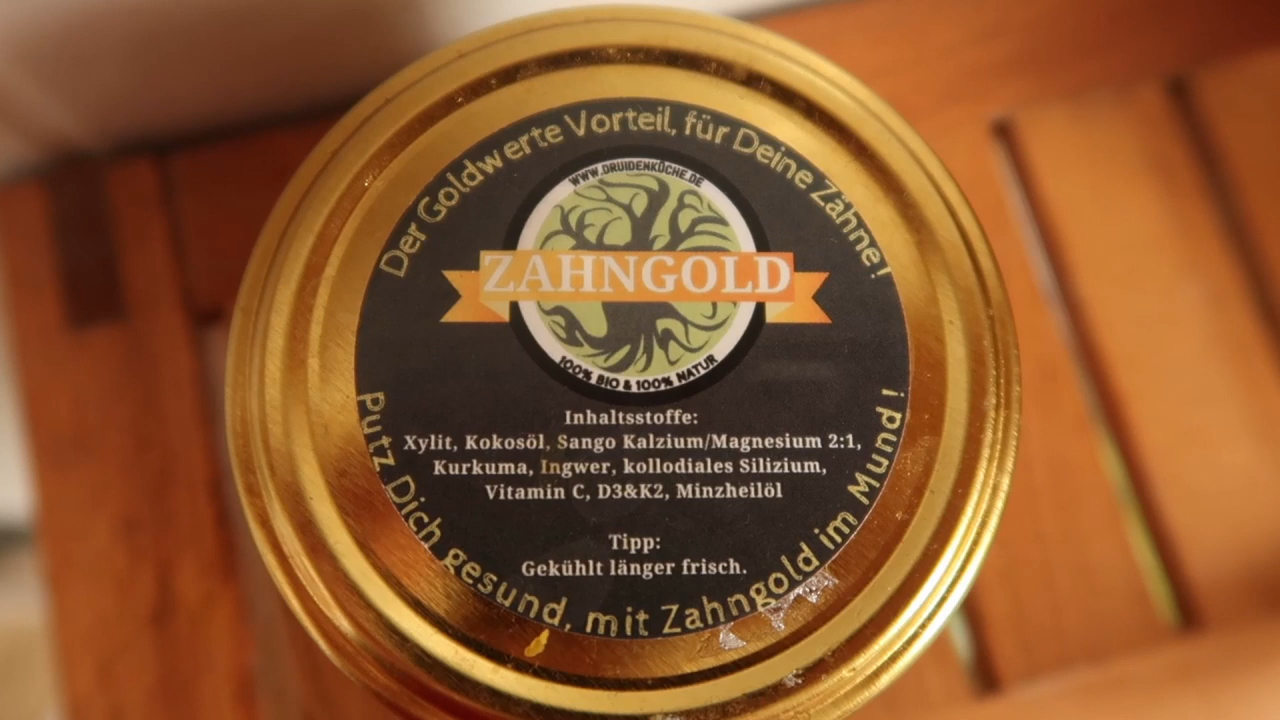 Der Goldwerte Vorteil, für Deine Zähne!
WWW.DRUIDENKÜCHE.DE
ZAHNGOLD
100% BIO & 100% NATUR
Inhaltsstoffe:
Xylit, Kokosöl, Sango Kalzium/Magnesium 2:1,
Kurkuma, Ingwer, kollodiales Silizium,
Vitamin C, D3&K2, Minzheilöl
Tipp:
Gekühlt länger frisch.
Putz Dich gesund, mit Zahngold im Mund!